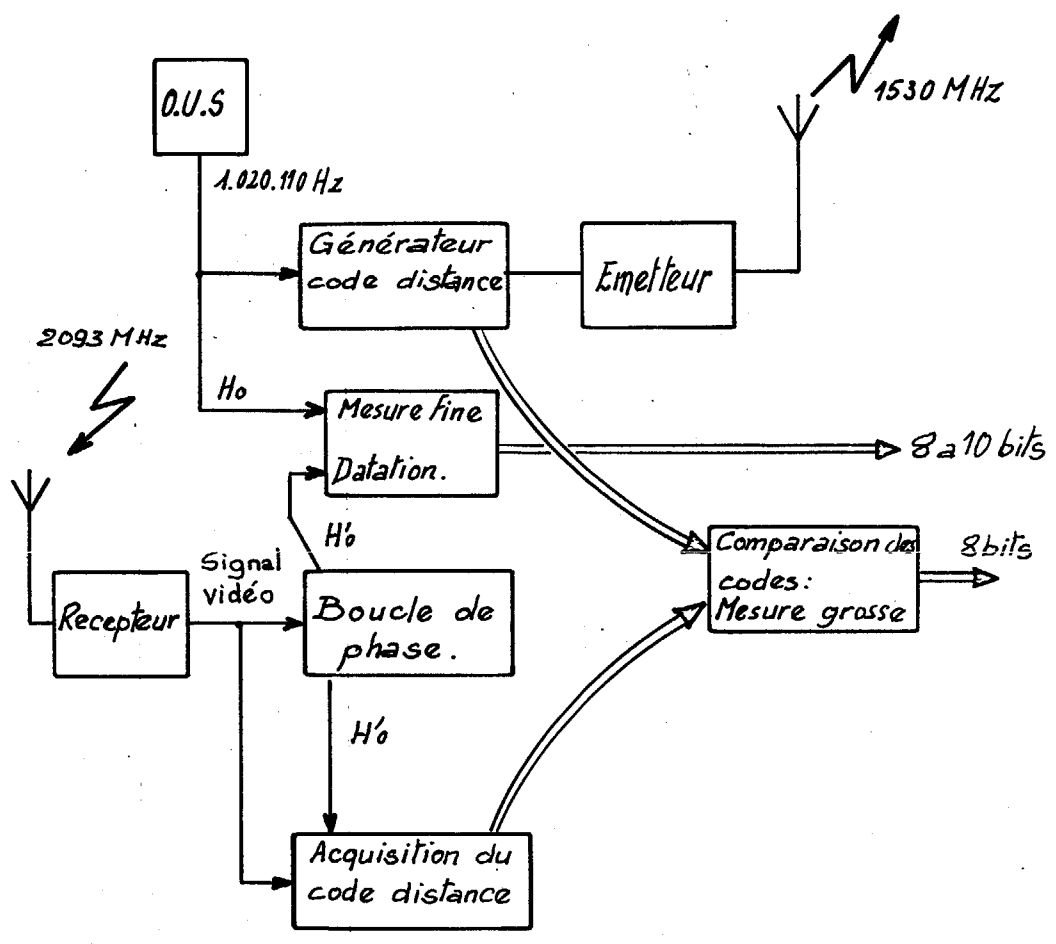 O.U.S
1530 MHz
1.020.110 Hz
Générateur
code distance
Emetteur
2093 MHz
Ho
Mesure fine
Datation.
8 a 10 bits
H'o
Signal
vidéo
Comparaison des
codes:
Mesure grosse
8 bits
Recepteur
Boucle de
phase.
H'o
Acquisition du
code distance